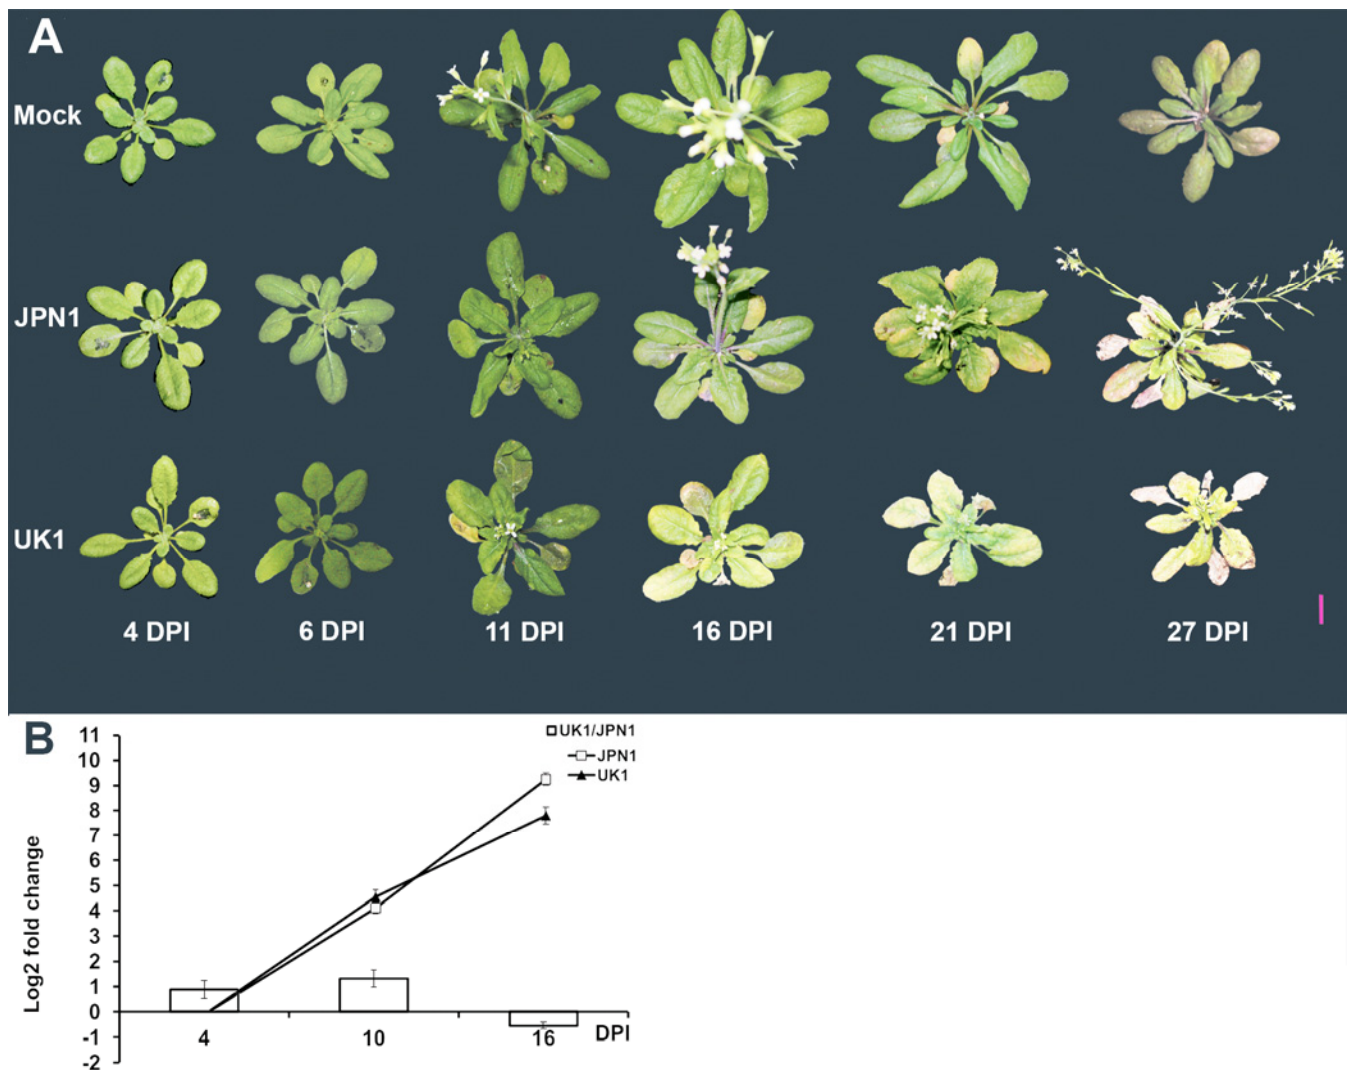 A
Mock
JPN1
UK1
4 DPI 6 DPI 11 DPI 16 DPI 21 DPI 27 DPI
B
UK1/JPN1
JPN1
UK1
Log2 fold change
11
10
9
8
7
6
5
4
3
2
1
0
-1
-2
4 10 16 DPI